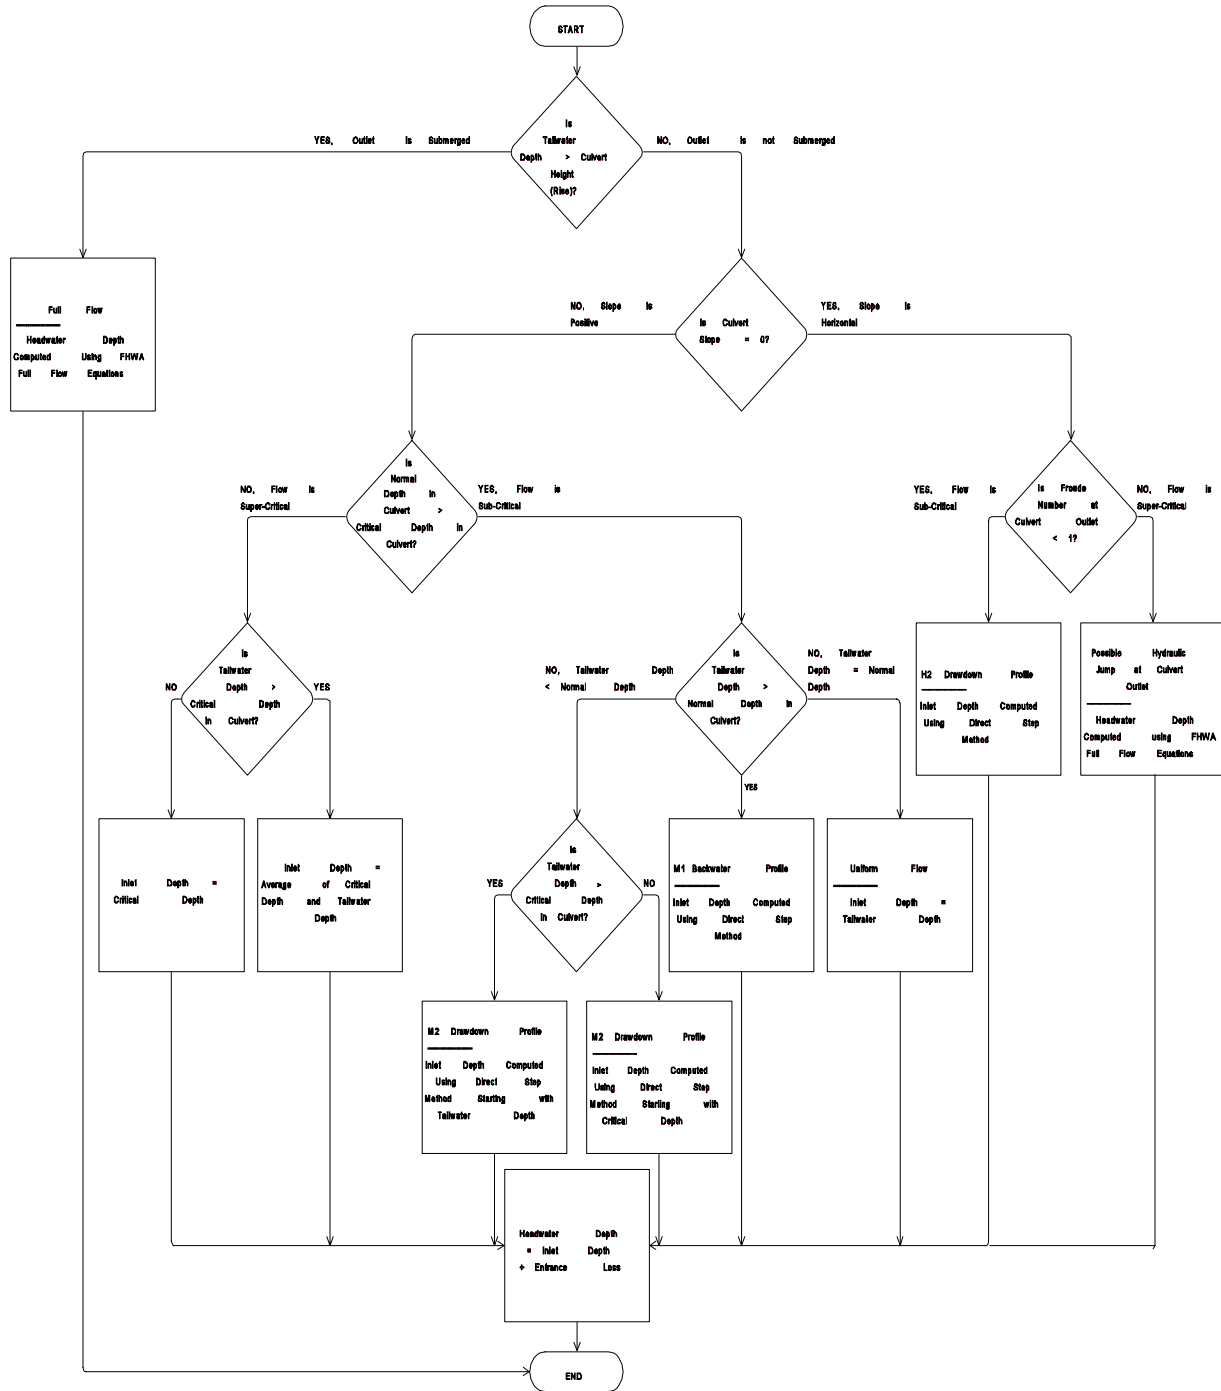 START
Is
Tailwater
Depth > Culvert
Height
(Rise)?
YES, Outlet is Submerged
NO, Outlet is not Submerged
Full Flow
Headwater Depth
Computed Using FHWA
Full Flow Equations
Is Culvert
Slope = 0?
NO, Slope is
Positive
YES, Slope is
Horizontal
Is
Normal
Depth in
Culvert >
Critical Depth in
Culvert?
NO, Flow is
Super-Critical
YES, Flow is
Sub-Critical
Is Froude
Number at
Culvert Outlet
< 1?
YES, Flow is
Sub-Critical
NO, Flow is
Super-Critical
Is
Tailwater
Depth >
Critical Depth
in Culvert?
NO
YES
Is
Tailwater
Depth >
Normal Depth in
Culvert?
NO, Tailwater Depth
< Normal Depth
NO, Tailwater
Depth = Normal
Depth
YES
H2 Drawdown Profile
Inlet Depth Computed
Using Direct Step
Method
Possible Hydraulic
Jump at Culvert
Outlet
Headwater Depth
Computed using FHWA
Full Flow Equations
Inlet Depth =
Critical Depth
Inlet Depth =
Average of Critical
Depth and Tailwater
Depth
Is
Tailwater
Depth >
Critical Depth
in Culvert?
YES
NO
M1 Backwater Profile
Inlet Depth Computed
Using Direct Step
Method
Uniform Flow
Inlet Depth =
Tailwater Depth
M2 Drawdown Profile
Inlet Depth Computed
Using Direct Step
Method Starting with
Tailwater Depth
M2 Drawdown Profile
Inlet Depth Computed
Using Direct Step
Method Starting with
Critical Depth
Headwater Depth
= Inlet Depth
+ Entrance Loss
END